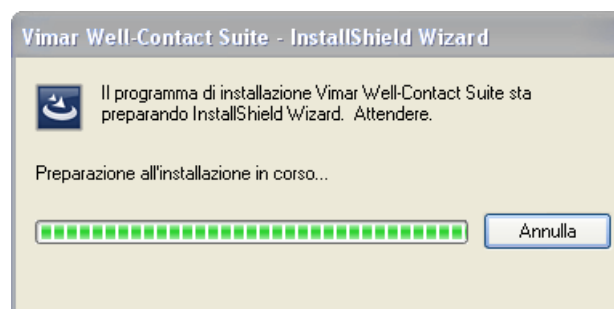 Vimar Well-Contact Suite - InstallShield Wizard
Il programma di installazione Vimar Well-Contact Suite sta
preparando InstallShield Wizard. Attendere.
Preparazione all'installazione in corso...
Annulla